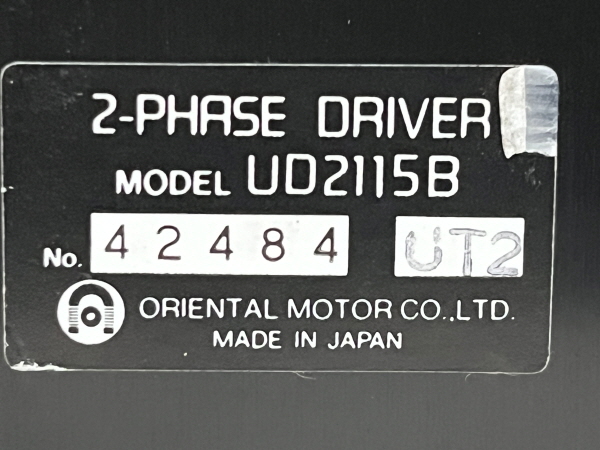 2-PHASE DRIVER
MODEL UD2115B
No. 42484 UT2
ORIENTAL MOTOR CO.,LTD.
MADE IN JAPAN